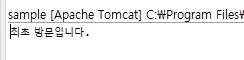 sample [Apache Tomcat] C:₩Program Files₩
최초 방문입니다.